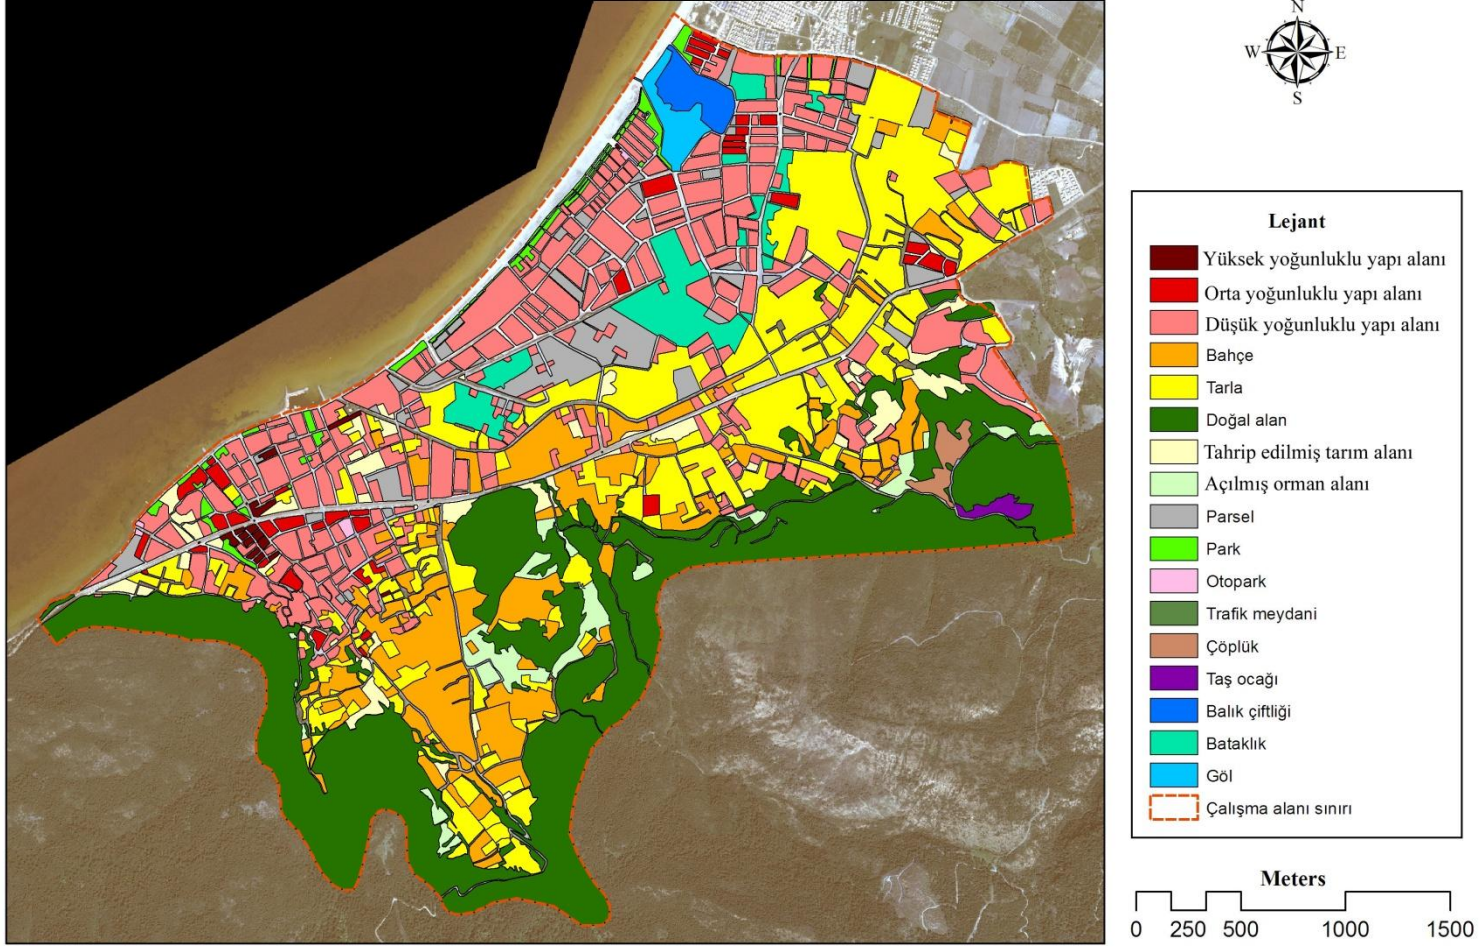 N
W E
S
Lejant
Yüksek yoğunluklu yapı alanı
Orta yoğunluklu yapı alanı
Düşük yoğunluklu yapı alanı
Bahçe
Tarla
Doğal alan
Tahrip edilmiş tarım alanı
Açılmış orman alanı
Parsel
Park
Otopark
Trafik meydani
Çöplük
Taş ocağı
Balık çiftliği
Bataklık
Göl
Çalışma alanı sınırı
Meters
0 250 500 1000 1500